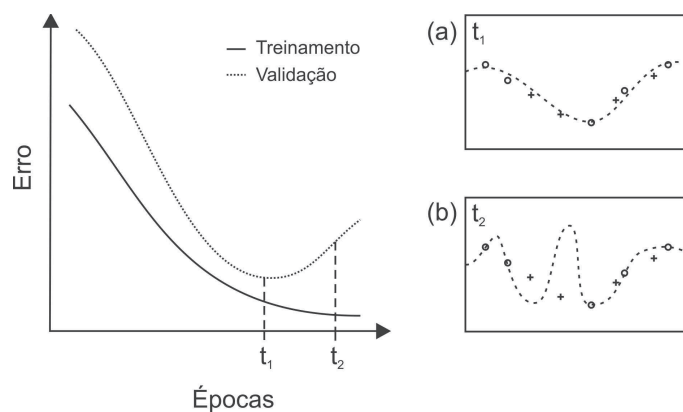 Treinamento
Validação
Erro
t1
t2
Épocas
(a) t1
(b) t2